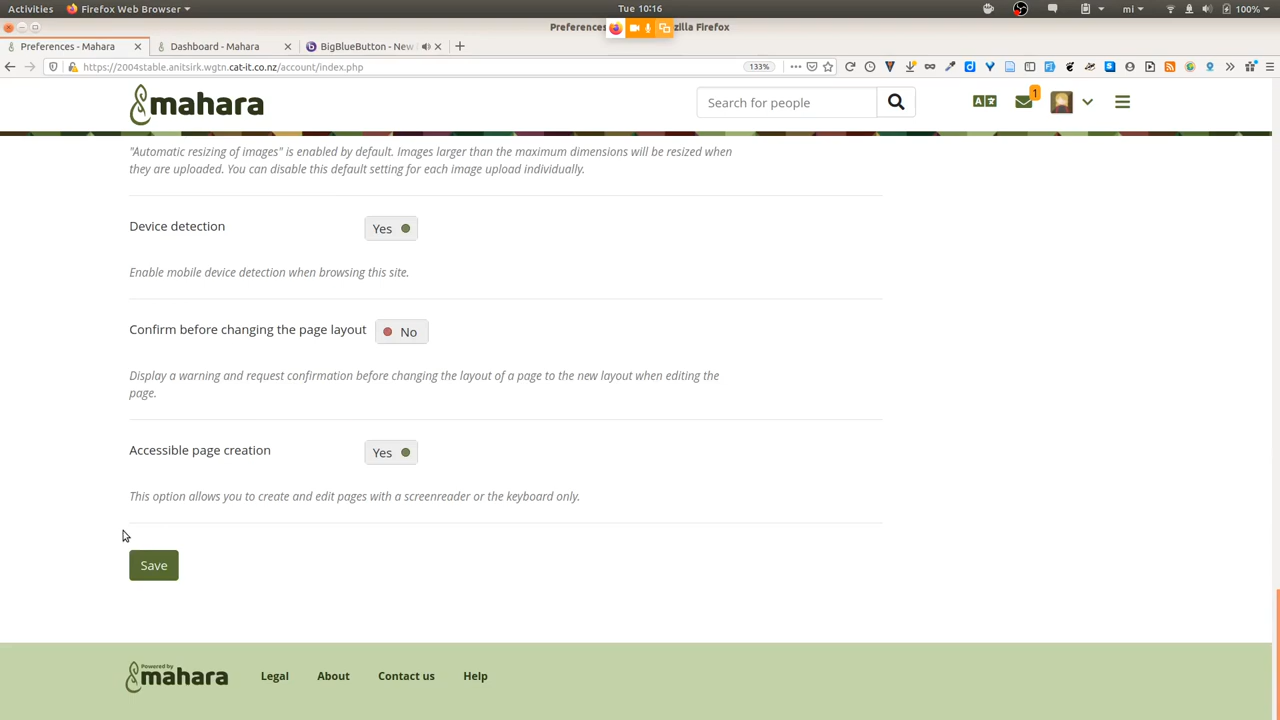 Activities Firefox Web Browser Tue 10:16 mi 100%
Preferences zilla Firefox
Preferences - Mahara Dashboard - Mahara BigBlueButton - New
https://2004stable.anitsirk.wgtn.cat-it.co.nz/account/index.php 133%
mahara Search for people 1
"Automatic resizing of images" is enabled by default. Images larger than the maximum dimensions will be resized when
they are uploaded. You can disable this default setting for each image upload individually.
Device detection Yes
Enable mobile device detection when browsing this site.
Confirm before changing the page layout No
Display a warning and request confirmation before changing the layout of a page to the new layout when editing the
page.
Accessible page creation Yes
This option allows you to create and edit pages with a screenreader or the keyboard only.
Save
Powered by
mahara Legal About Contact us Help